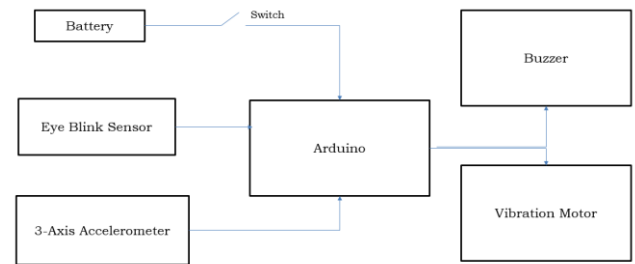 Battery
Switch
Buzzer
Eye Blink Sensor
Arduino
3-Axis Accelerometer
Vibration Motor